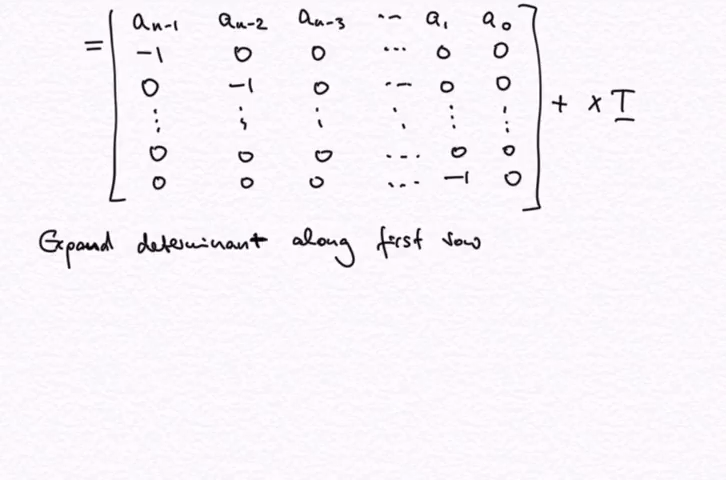 a_{n-1} a_{n-2} a_{n-3} ... a_1 a_0
= -1 0 0 ... 0 0
0 -1 0 ... 0 0 + x I
⋮ ⋮ ⋮ ⋱ ⋮ ⋮
0 0 0 ... 0 0
0 0 0 ... -1 0
Expand determinant along first row